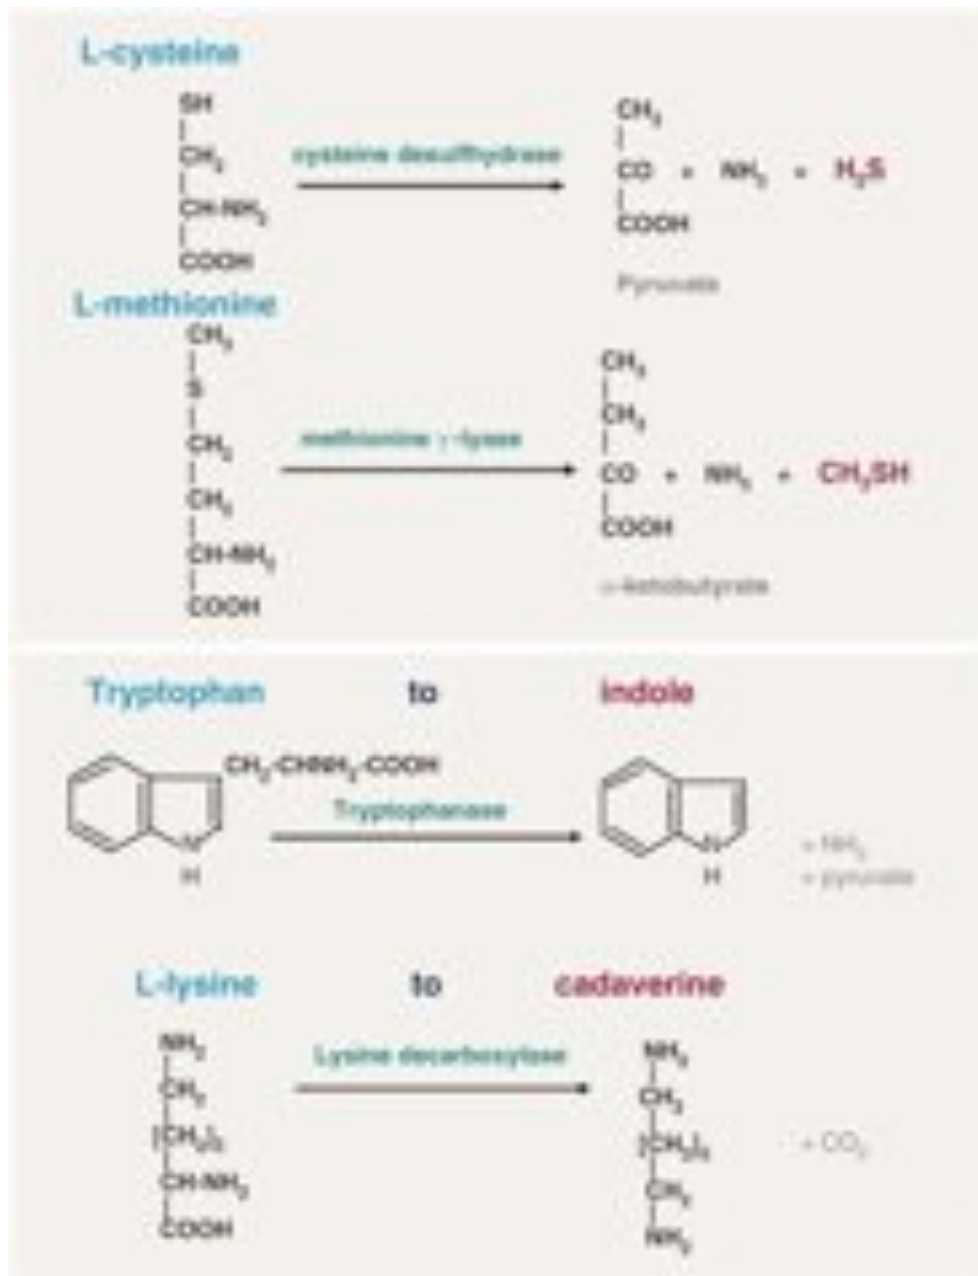 L-cysteine
SH
CH₂
CH-NH₂
COOH
cysteine desulfhydrase
CH₃
CO + NH₃ + H₂S
COOH
Pyruvate
L-methionine
CH₃
S
CH₂
CH₂
CH-NH₂
COOH
methionine γ-lyase
CH₃
CH₂
CO + NH₃ + CH₃SH
COOH
α-ketobutyrate
Tryptophan to indole
CH₂-CHNH₂-COOH
Tryptophanase
N
H
N
H
+ NH₃
+ pyruvate
L-lysine to cadaverine
NH₂
CH₂
[CH₂]₃
CH-NH₂
COOH
Lysine decarboxylase
NH₂
CH₂
[CH₂]₃
CH₂
NH₂
+ CO₂